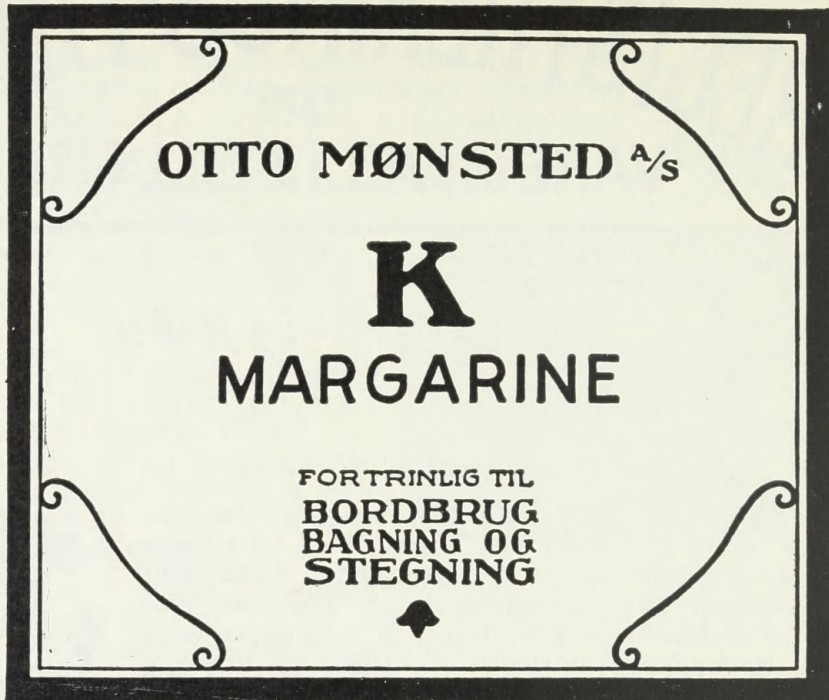 OTTO MØNSTED A/S
K
MARGARINE
FORTRINLIG TIL
BORDBRUG
BAGNING OG
STEGNING